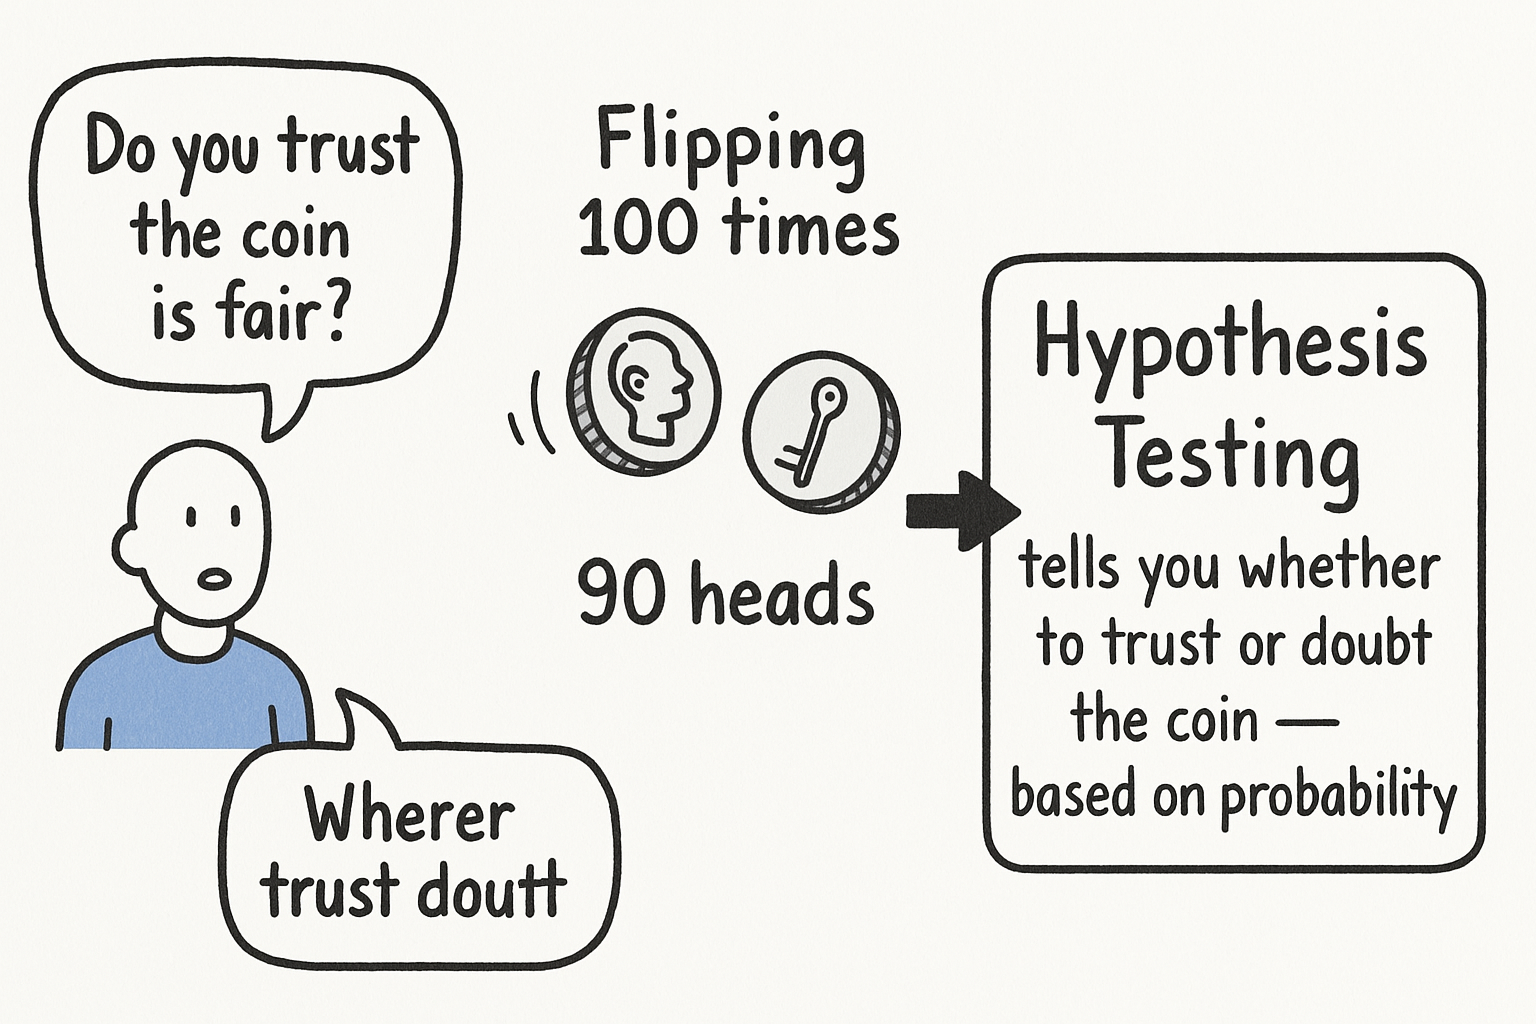 Do you trust
the coin
is fair?
Flipping
100 times
90 heads
Wherer
trust doutt
Hypothesis
Testing
tells you whether
to trust or doubt
the coin —
based on probability